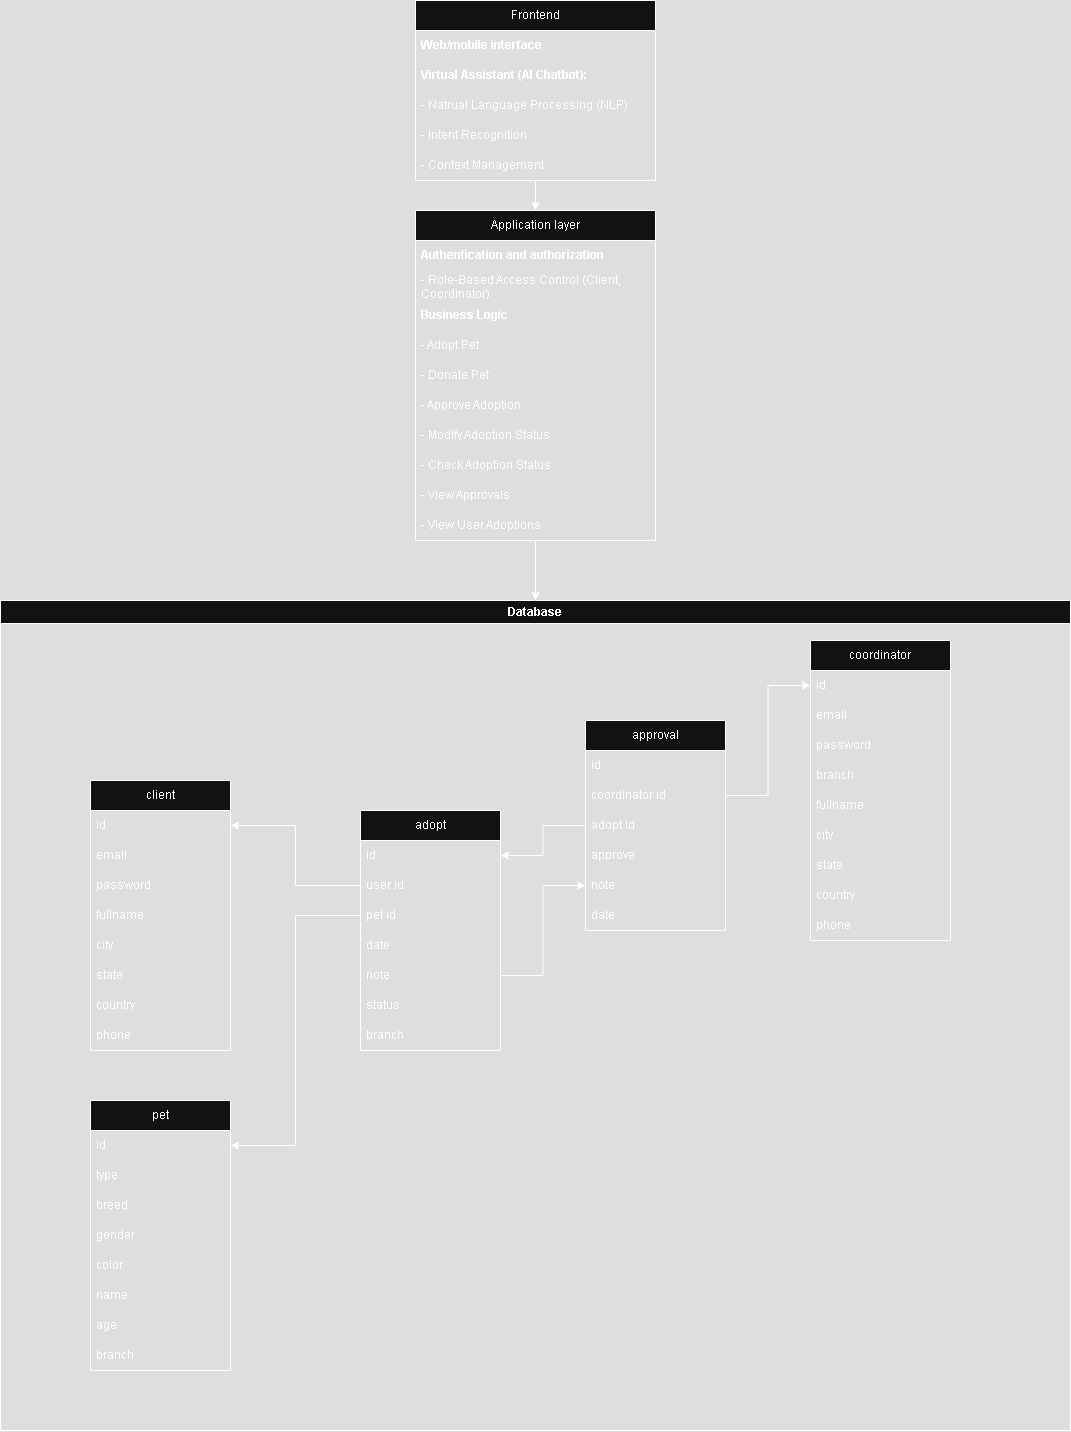 Frontend
Web/mobile interface
Virtual Assistant (AI Chatbot):
- Natrual Language Processing (NLP)
- Intent Recognition
- Context Management
Application layer
Authentication and authorization
- Role-Based Access Control (Client,
Coordinator)
Business Logic
- Adopt Pet
- Donate Pet
- Approve Adoption
- Modify Adoption Status
- Check Adoption Status
- View Approvals
- View User Adoptions
Database
client
id
email
password
fullname
city
state
country
phone
pet
id
type
breed
gender
color
name
age
branch
adopt
id
user id
pet id
date
note
status
branch
approval
id
coordinator id
adopt id
approve
note
date
coordinator
id
email
password
branch
fullname
city
state
country
phone